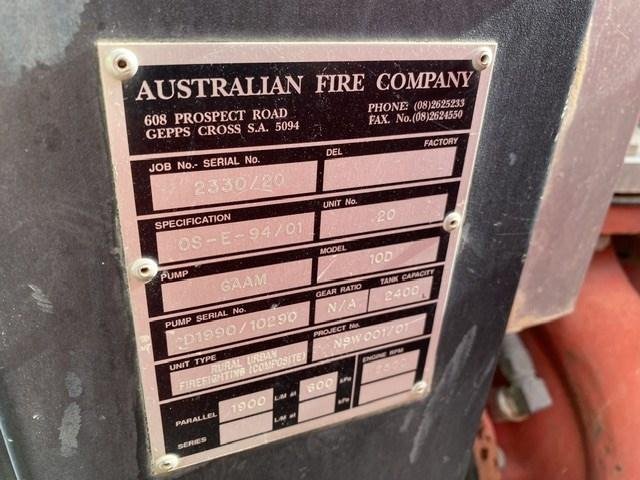 AUSTRALIAN FIRE COMPANY
608 PROSPECT ROAD
GEPPS CROSS S.A. 5094
PHONE: (08)2625233
FAX. No.(08)2624550
JOB No.- SERIAL No.
2330/20
DEL
FACTORY
SPECIFICATION
OS-E-94/01
UNIT No.
20
PUMP
GAAM
MODEL
10D
PUMP SERIAL No.
D1990/10290
GEAR RATIO
N/A
TANK CAPACITY
2400
UNIT TYPE
RURAL URBAN
FIREFIGHTING (COMPOSITE)
PROJECT No.
NSW001/01
ENGINE RPM
PARALLEL 1900 L/M at 600 kPa
SERIES L/M at kPa